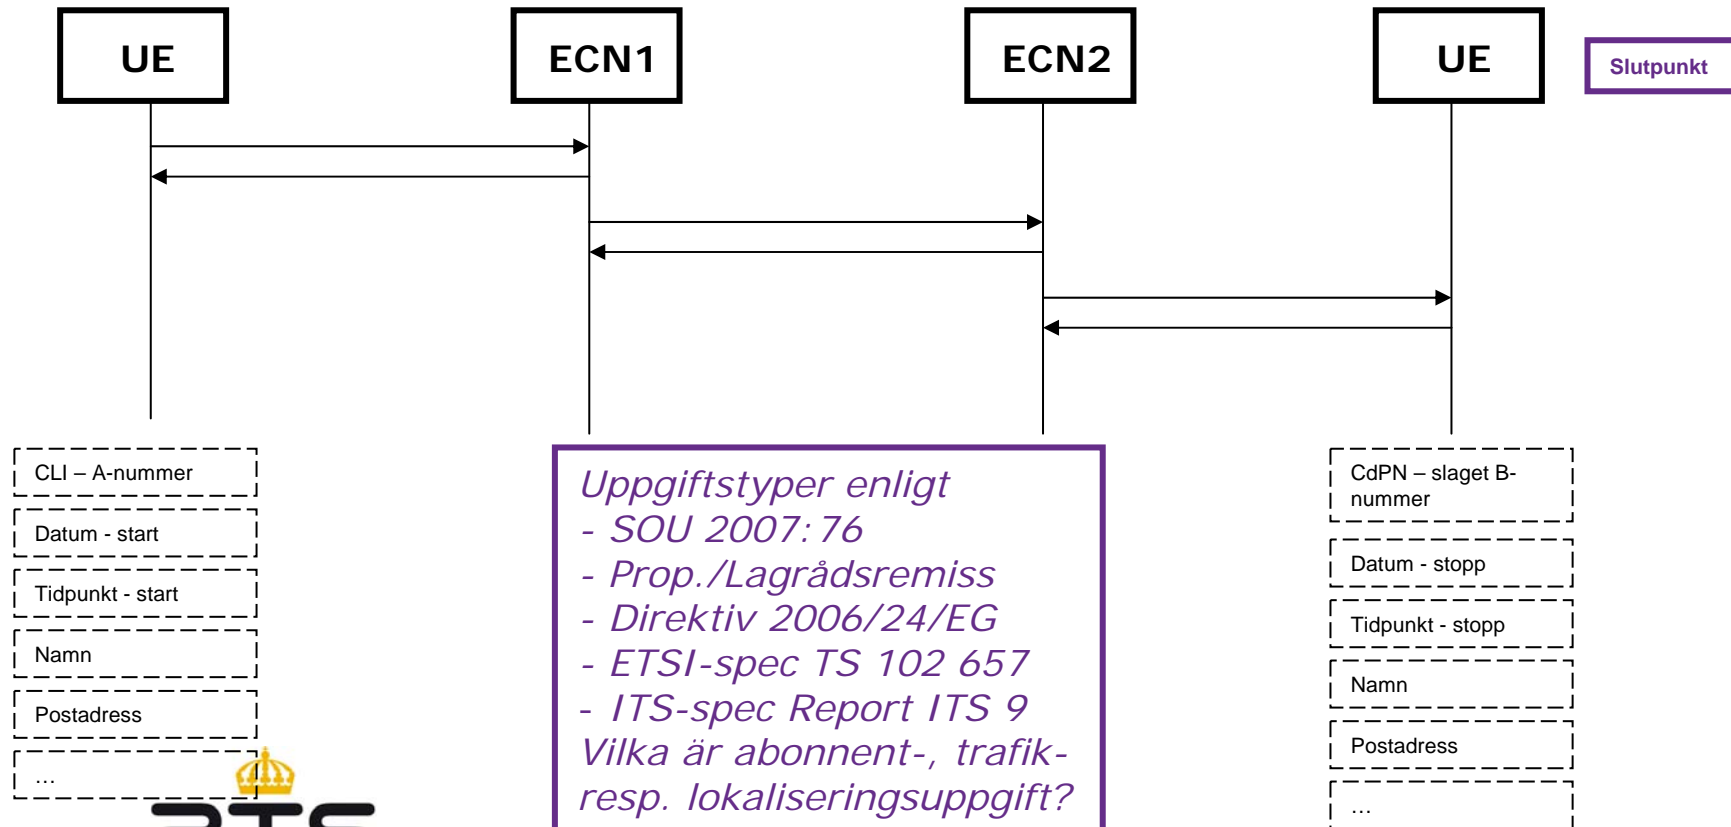 UE
ECN1
ECN2
UE
Slutpunkt
CLI – A-nummer
Datum - start
Tidpunkt - start
Namn
Postadress
…
Uppgiftstyper enligt
- SOU 2007:76
- Prop./Lagrådsremiss
- Direktiv 2006/24/EG
- ETSI-spec TS 102 657
- ITS-spec Report ITS 9
Vilka är abonnent-, trafik-
resp. lokaliseringsuppgift?
CdPN – slaget B-
nummer
Datum - stopp
Tidpunkt - stopp
Namn
Postadress
…
PTS